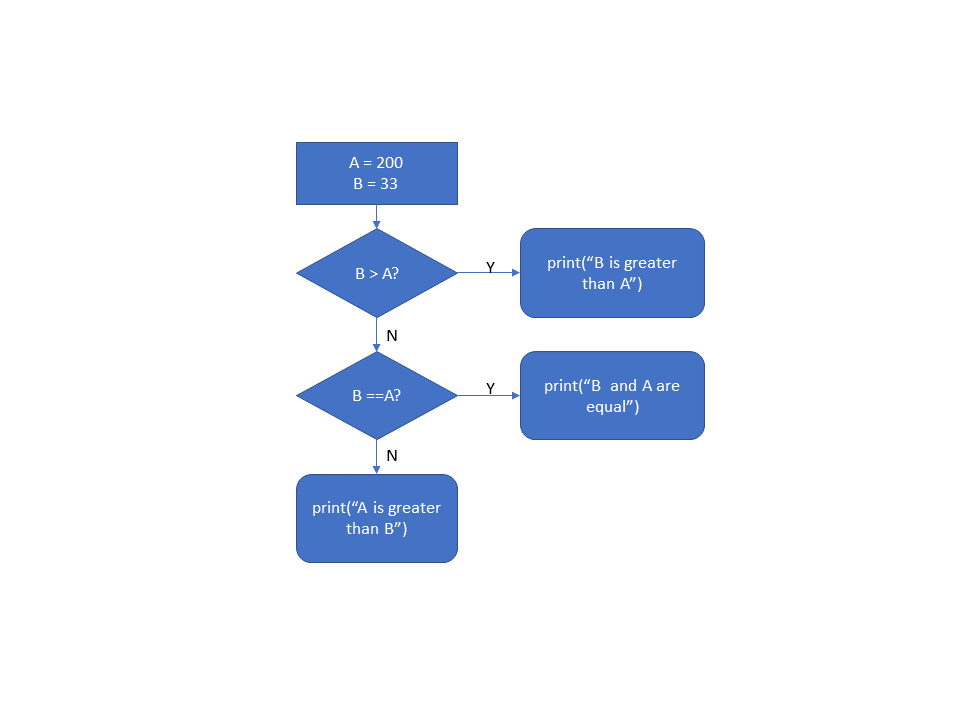 A = 200
B = 33
B > A?
Y
print(“B is greater
than A”)
N
B ==A?
Y
print(“B  and A are
equal”)
N
print(“A is greater
than B”)